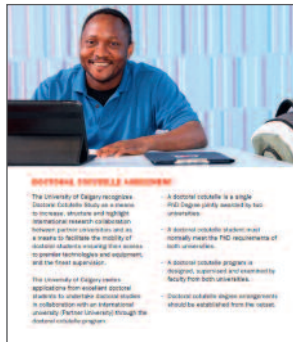 DOCTORAL COTUTELLE AGREEMENT
The University of Calgary recognizes
Doctoral Cotutelle Study as a means
to increase, structure and highlight
international research collaboration
between partner universities and as
a means to facilitate the mobility of
doctoral students ensuring their access
to premier technologies and equipment,
and the finest supervision.
The University of Calgary seeks
applications from excellent doctoral
students to undertake doctoral studies
in collaboration with an international
university (Partner University) through the
doctoral cotutelle program.
· A doctoral cotutelle is a single
PhD Degree jointly awarded by two
universities.
· A doctoral cotutelle student must
normally meet the PhD requirements of
both universities.
· A doctoral cotutelle program is
designed, supervised and examined by
faculty from both universities.
· Doctoral cotutelle degree arrangements
should be established from the outset.